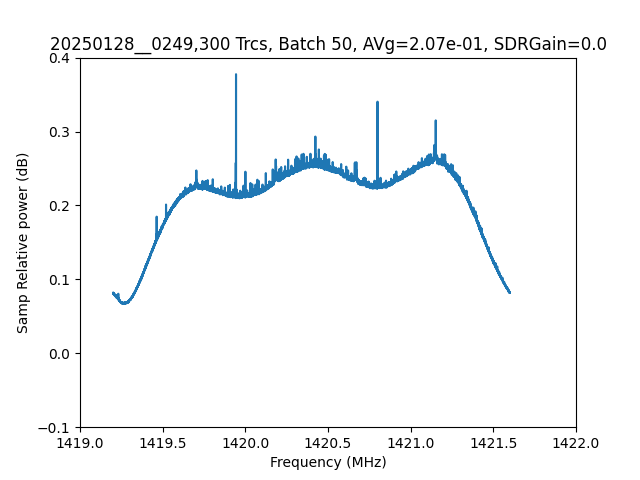 20250128__0249,300 Trcs, Batch 50, AVg=2.07e-01, SDRGain=0.0
0.4
0.3
0.2
0.1
0.0
−0.1
Samp Relative power (dB)
1419.0 1419.5 1420.0 1420.5 1421.0 1421.5 1422.0
Frequency (MHz)